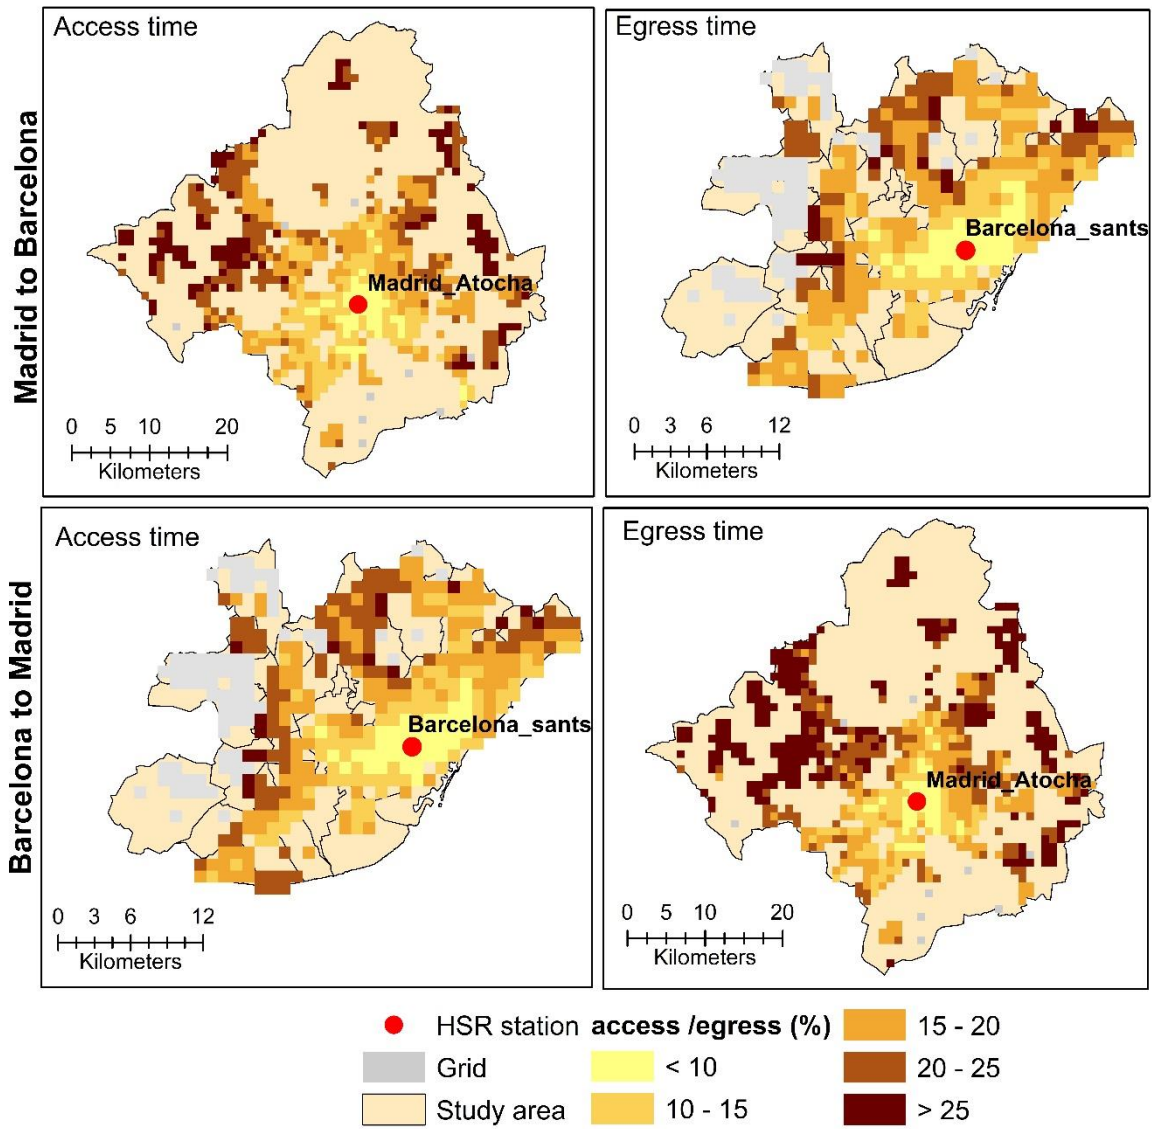 Madrid to Barcelona
Access time
Madrid_Atocha
0 5 10 20
Kilometers
Egress time
Barcelona_sants
0 3 6 12
Kilometers
Barcelona to Madrid
Access time
Barcelona_sants
0 3 6 12
Kilometers
Egress time
Madrid_Atocha
0 5 10 20
Kilometers
HSR station access /egress (%) 15 - 20
Grid < 10 20 - 25
Study area 10 - 15 > 25